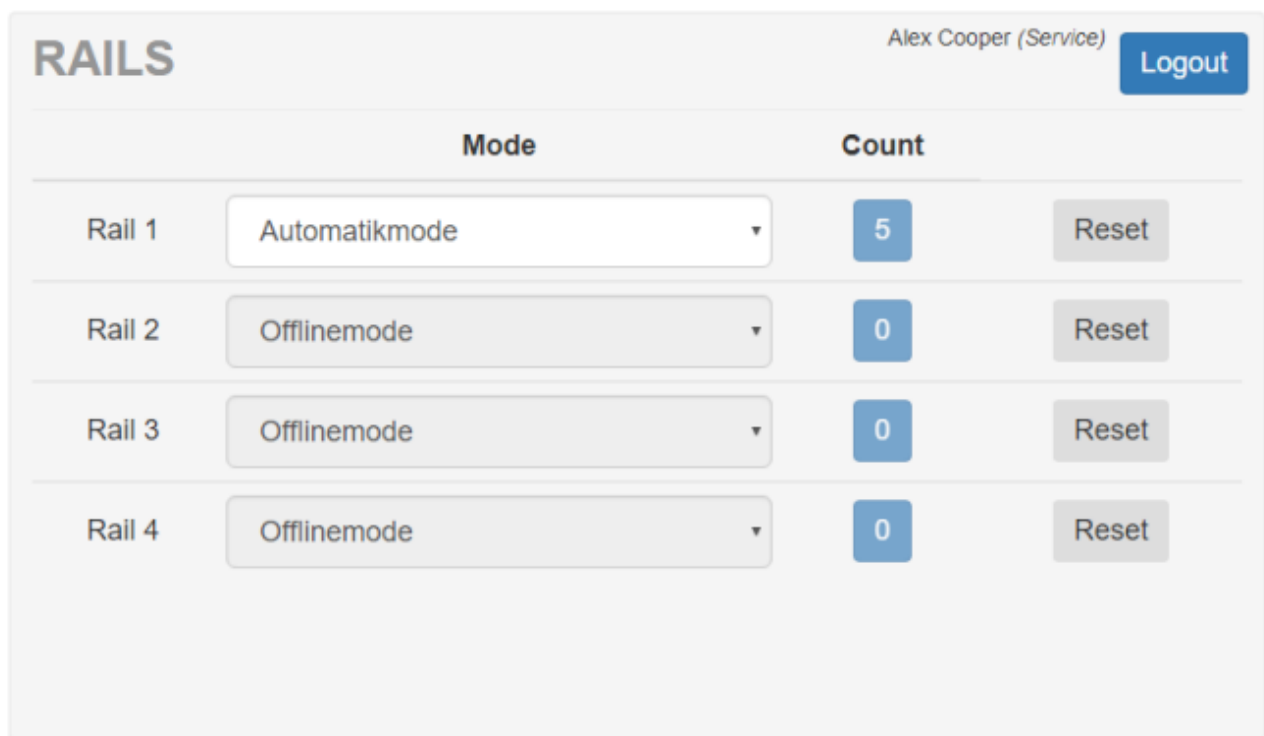 RAILS
Alex Cooper (Service)
Logout
Mode Count
Rail 1 Automatikmode 5 Reset
Rail 2 Offlinemode 0 Reset
Rail 3 Offlinemode 0 Reset
Rail 4 Offlinemode 0 Reset